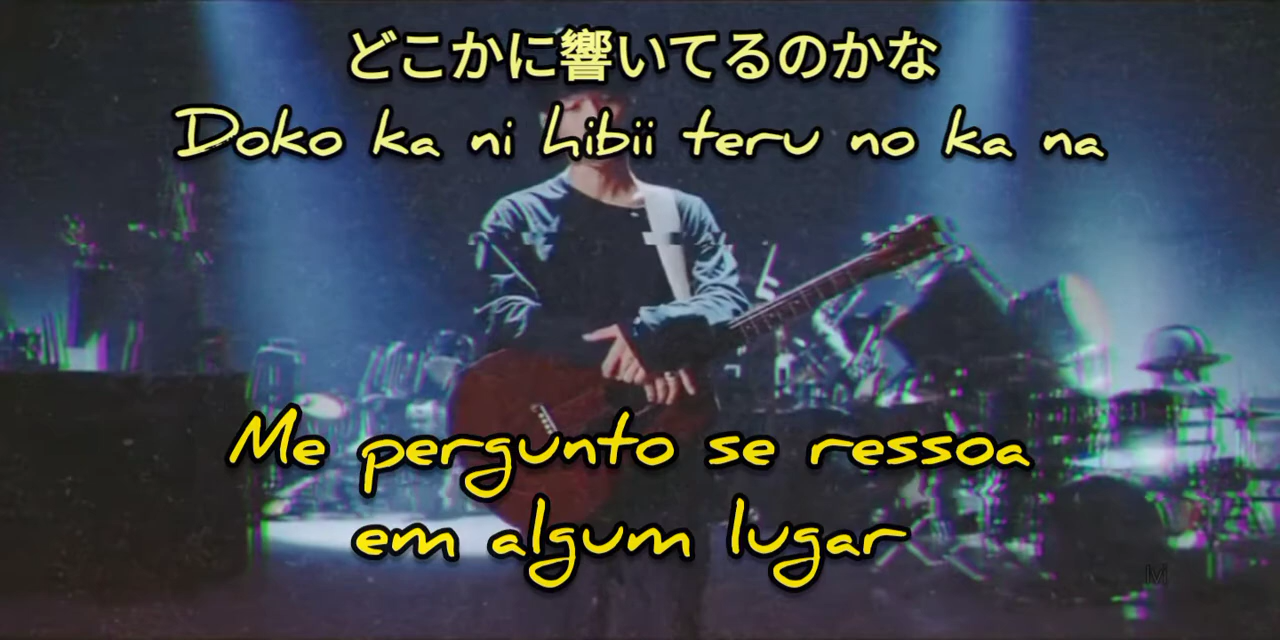 どこかに響いてるのかな
Doko ka ni hibii teru no ka na
Me pergunto se ressoa
em algum lugar
M